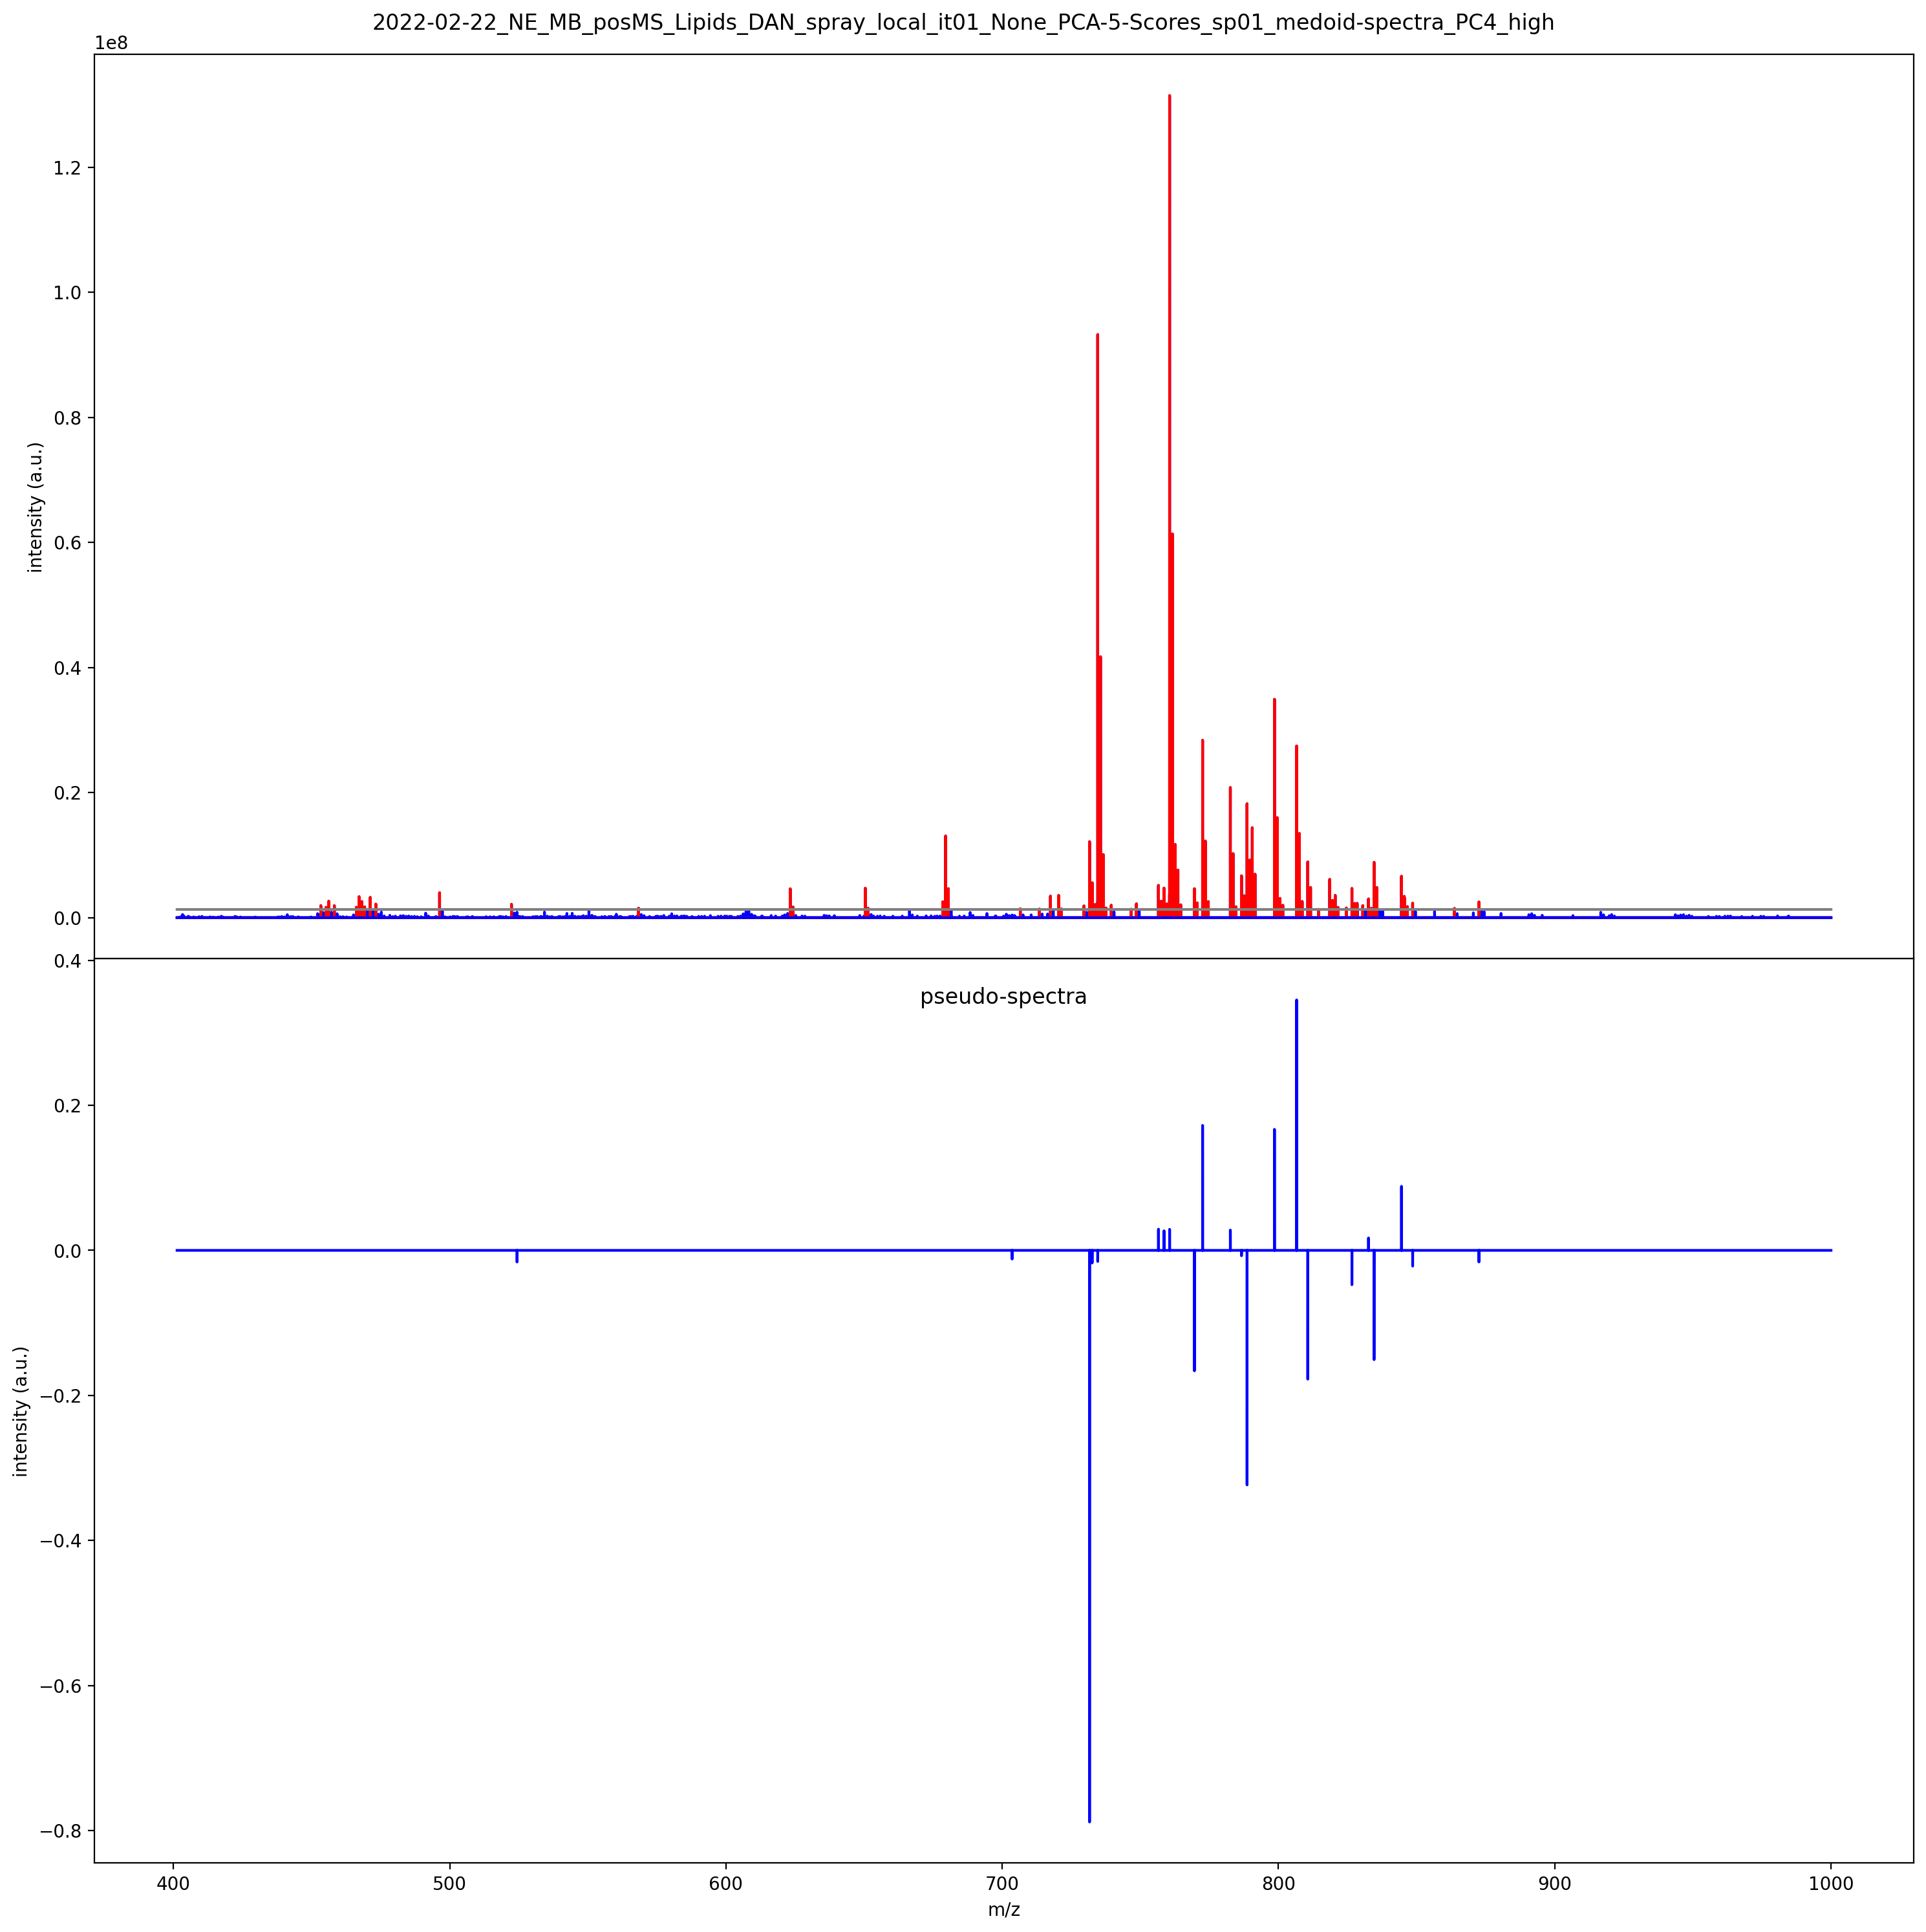 2022-02-22_NE_MB_posMS_Lipids_DAN_spray_local_it01_None_PCA-5-Scores_sp01_medoid-spectra_PC4_high
1e8
1.2
1.0
0.8
0.6
0.4
0.2
0.0
intensity (a.u.)
pseudo-spectra
0.4
0.2
0.0
−0.2
−0.4
−0.6
−0.8
intensity (a.u.)
400 500 600 700 800 900 1000
m/z